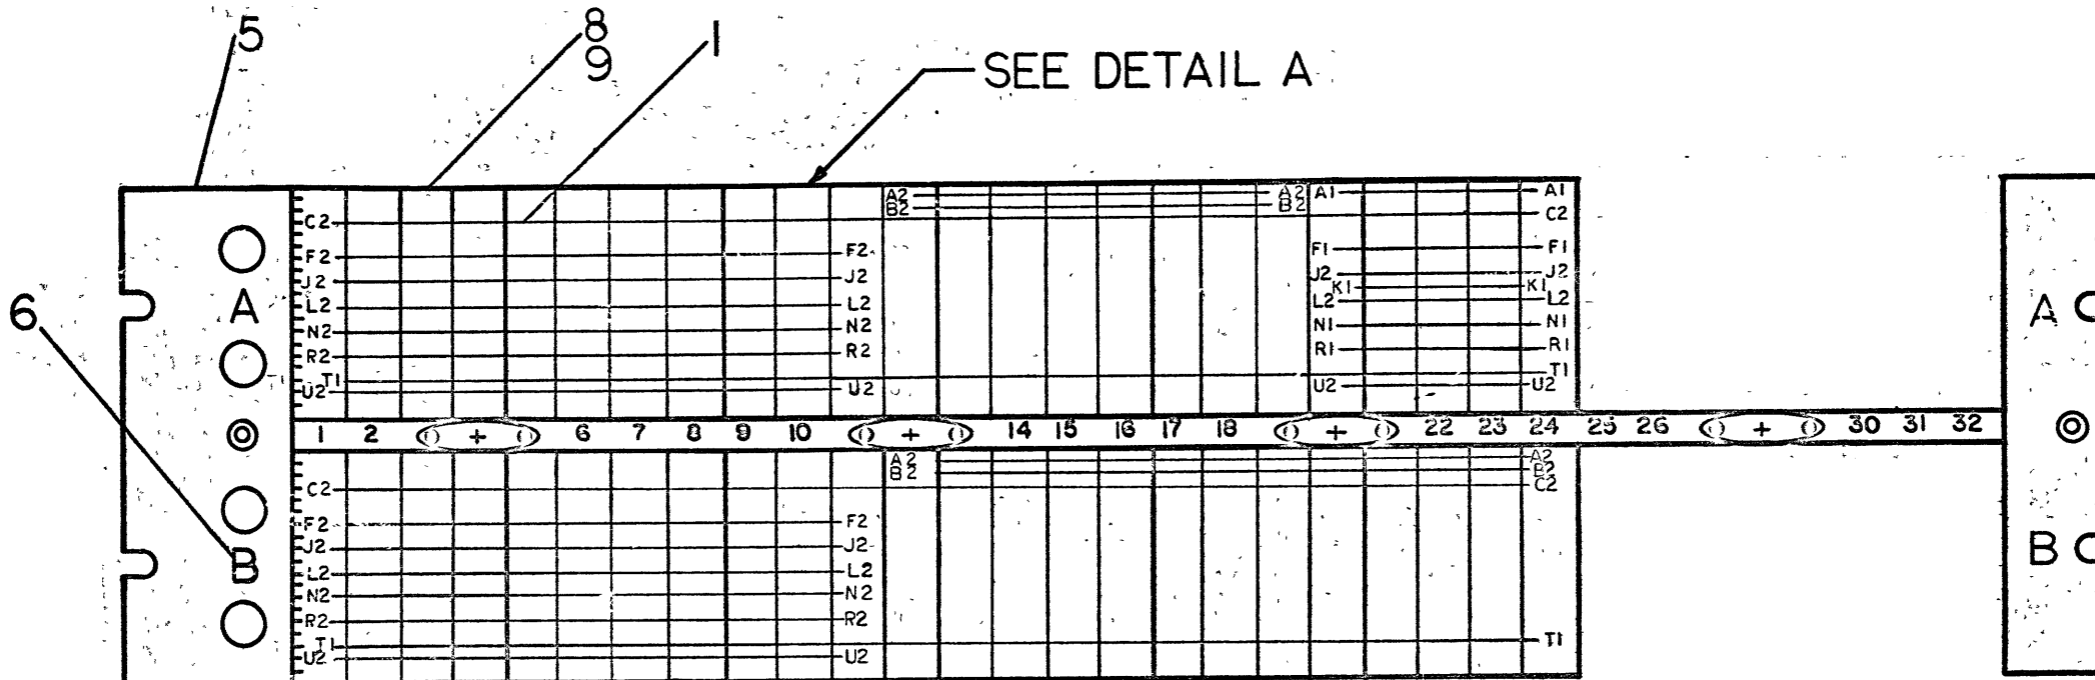 5 8 1
9
SEE DETAIL A
A2 A2 A1 A1
B2 B2
C2 C2
F2 F2 F1 F1
J2 J2 J2 J2
K1 K1
L2 L2 L2 L2
A A
6
N2 N2 N1 N1
R2 R2 R1 R1
T1 T1
U2 U2 U2 U2
1 2 + 6 7 8 9 10 + 14 15 16 17 18 + 22 23 24 25 26 + 30 31 32
A2 A2
B2 B2
C2 C2
F2 F2
J2 J2
B B
L2 L2
N2 N2
R2 R2
T1 T1
U2 U2